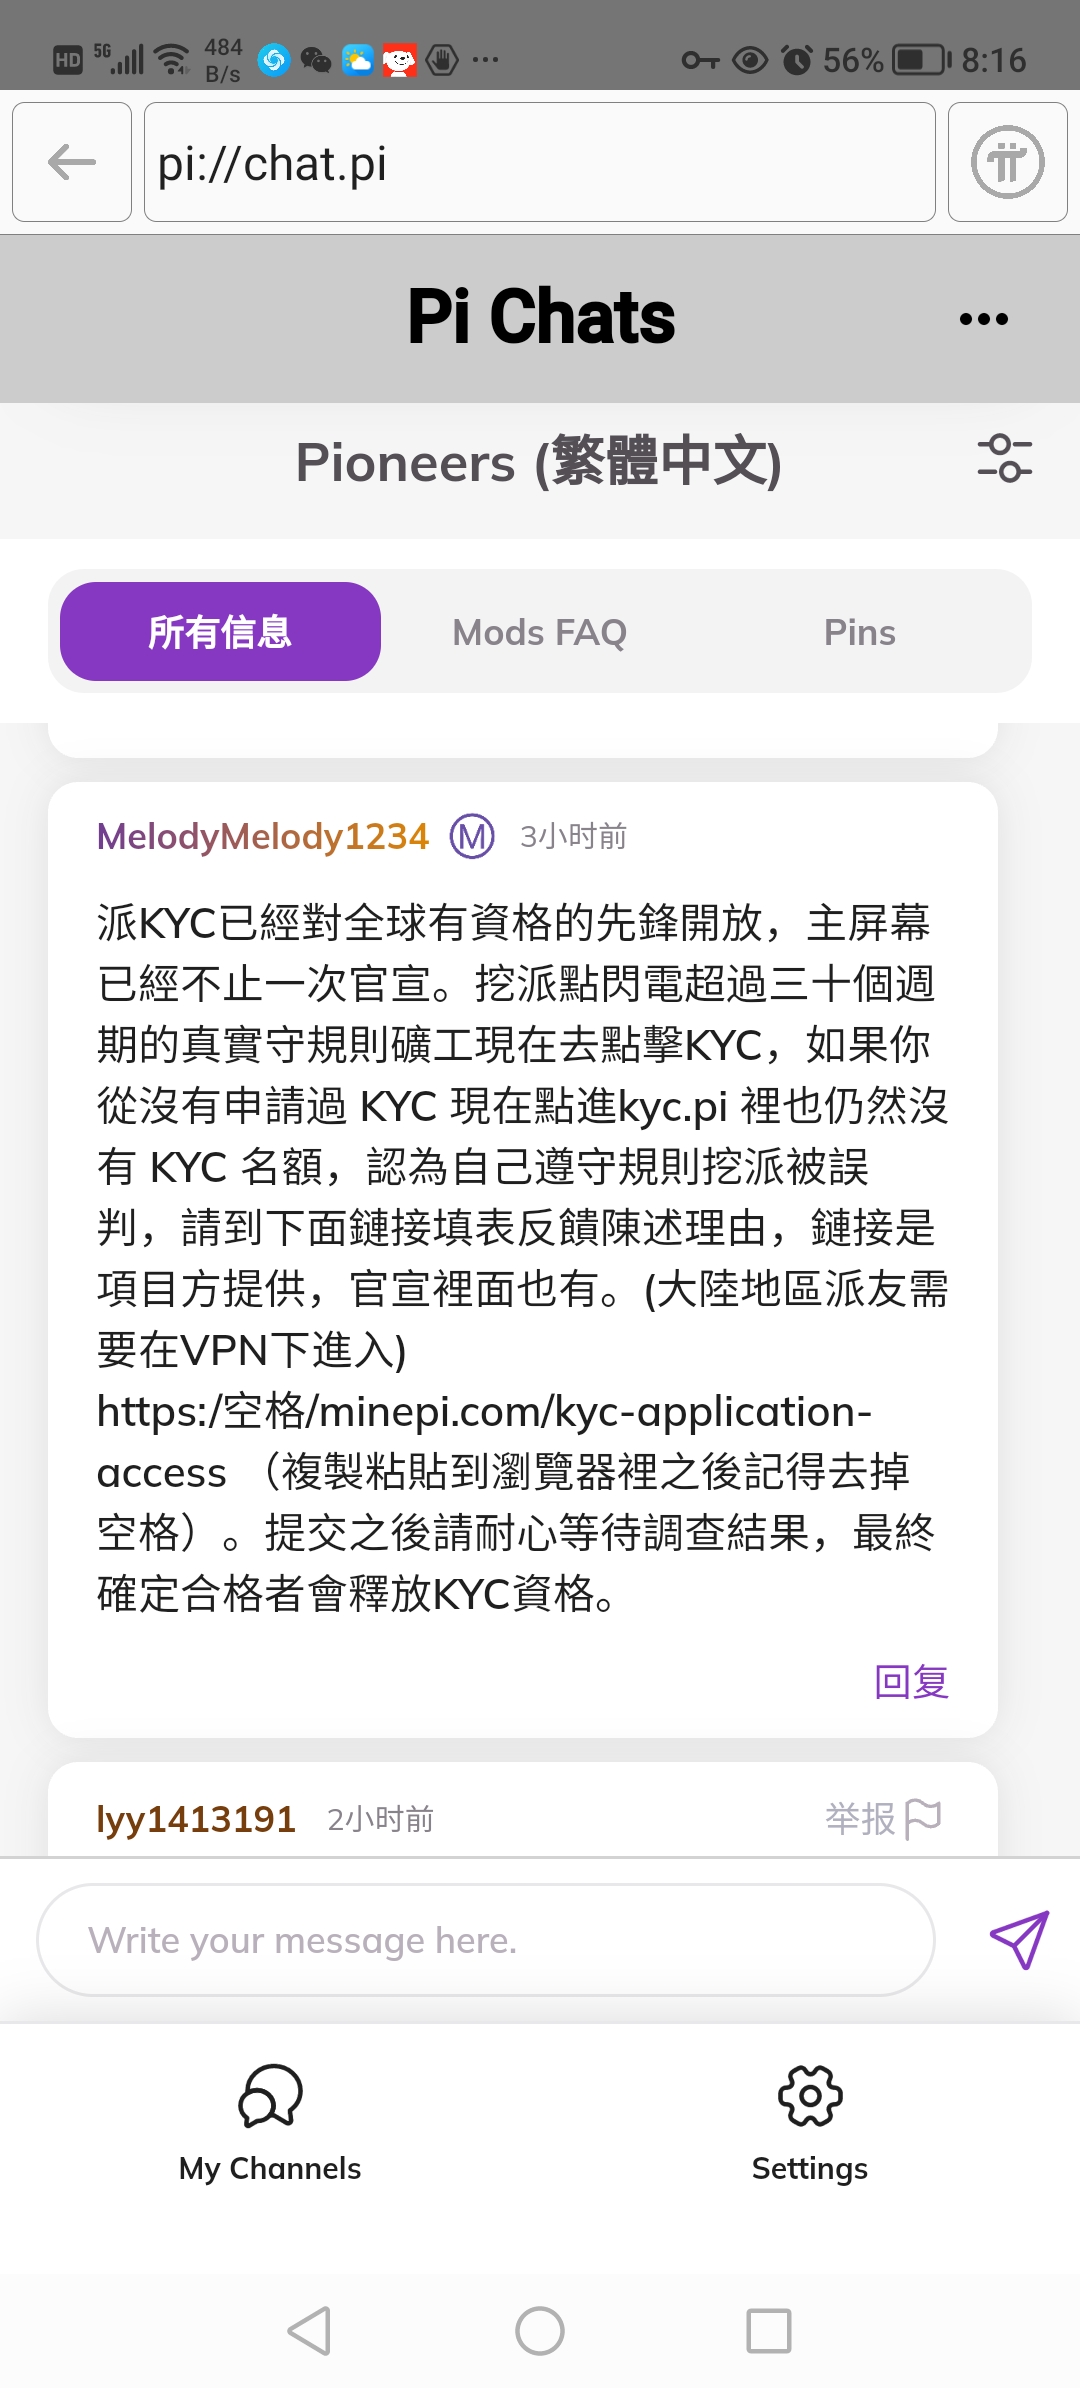 HD 5G 484 B/s 56% 8:16
pi://chat.pi
Pi Chats
Pioneers (繁體中文)
所有信息 Mods FAQ Pins
MelodyMelody1234 M 3小时前
派KYC已經對全球有資格的先鋒開放，主屏幕
已經不止一次官宣。挖派點閃電超過三十個週
期的真實守規則礦工現在去點擊KYC，如果你
從沒有申請過 KYC 現在點進kyc.pi 裡也仍然沒
有 KYC 名額，認為自己遵守規則挖派被誤
判，請到下面鏈接填表反饋陳述理由，鏈接是
項目方提供，官宣裡面也有。(大陸地區派友需
要在VPN下進入)
https:/空格/minepi.com/kyc-application-
access （複製粘貼到瀏覽器裡之後記得去掉
空格）。提交之後請耐心等待調查結果，最終
確定合格者會釋放KYC資格。
回复
lyy1413191 2小时前 举报
Write your message here.
My Channels Settings